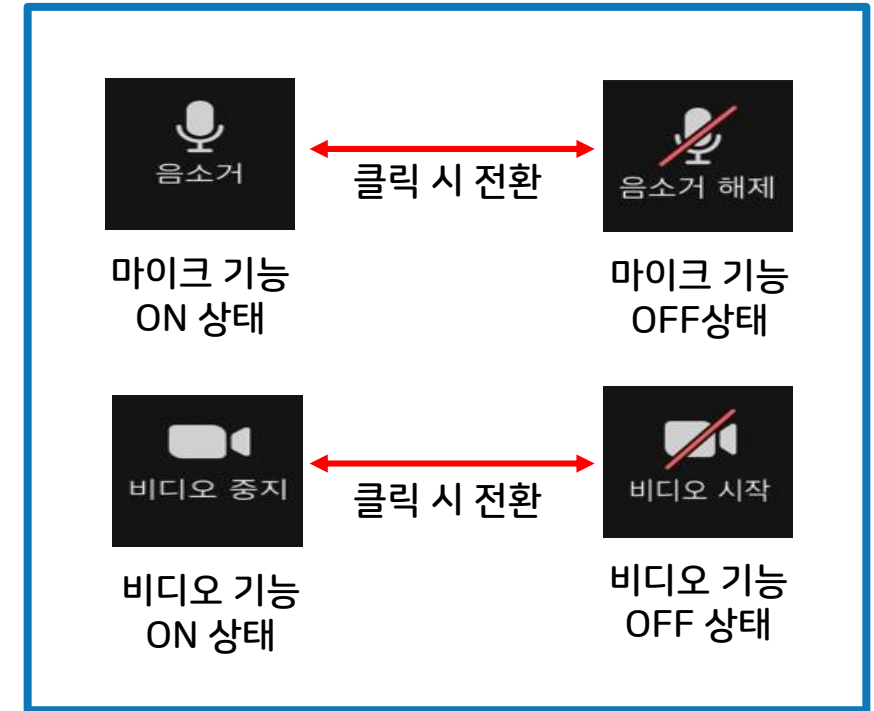 음소거
클릭 시 전환
음소거 해제
마이크 기능
ON 상태
마이크 기능
OFF상태
비디오 중지
클릭 시 전환
비디오 시작
비디오 기능
ON 상태
비디오 기능
OFF 상태